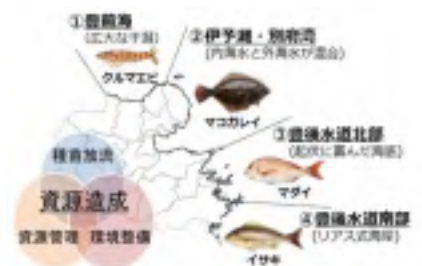 ①豊前海
(広大な干潟)
クルマエビ
②伊予灘・別府湾
(内海水と外海水が混合)
マコガレイ
③豊後水道北部
(起伏に富んだ海底)
マダイ
④豊後水道南部
(リアス式海岸)
イサキ
種苗放流
資源造成
資源管理 環境整備